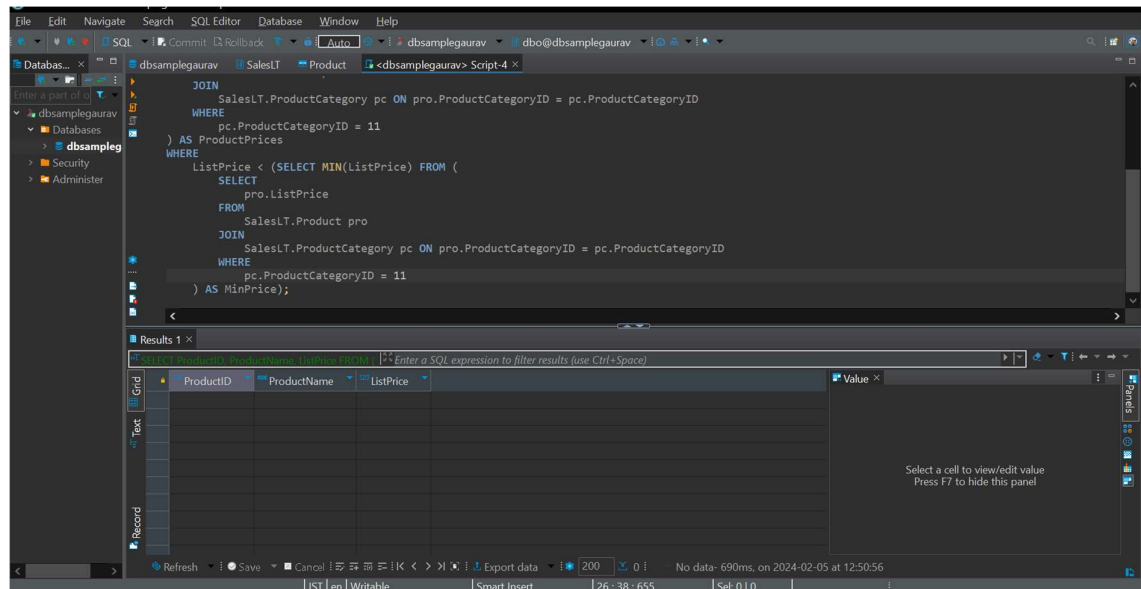 File Edit Navigate Search SQL Editor Database Window Help
SQL Commit Rollback Auto dbsamplegaurav dbo@dbsamplegaurav
Databas... × dbsamplegaurav SalesLT Product <dbsamplegaurav> Script-4 ×
Enter a part of o
dbsamplegaurav
Databases
dbsampleg
Security
Administer
JOIN
SalesLT.ProductCategory pc ON pro.ProductCategoryID = pc.ProductCategoryID
WHERE
pc.ProductCategoryID = 11
) AS ProductPrices
WHERE
ListPrice < (SELECT MIN(ListPrice) FROM (
SELECT
pro.ListPrice
FROM
SalesLT.Product pro
JOIN
SalesLT.ProductCategory pc ON pro.ProductCategoryID = pc.ProductCategoryID
WHERE
pc.ProductCategoryID = 11
) AS MinPrice);
Results 1 ×
SELECT ProductID, ProductName, ListPrice FROM ( Enter a SQL expression to filter results (use Ctrl+Space)
Grid
Text
Record
ProductID ProductName ListPrice
Value ×
Panels
Select a cell to view/edit value
Press F7 to hide this panel
Refresh Save Cancel Export data 200 0 No data- 690ms, on 2024-02-05 at 12:50:56
IST en Writable Smart Insert 26 : 38 : 655 Sel: 0 | 0